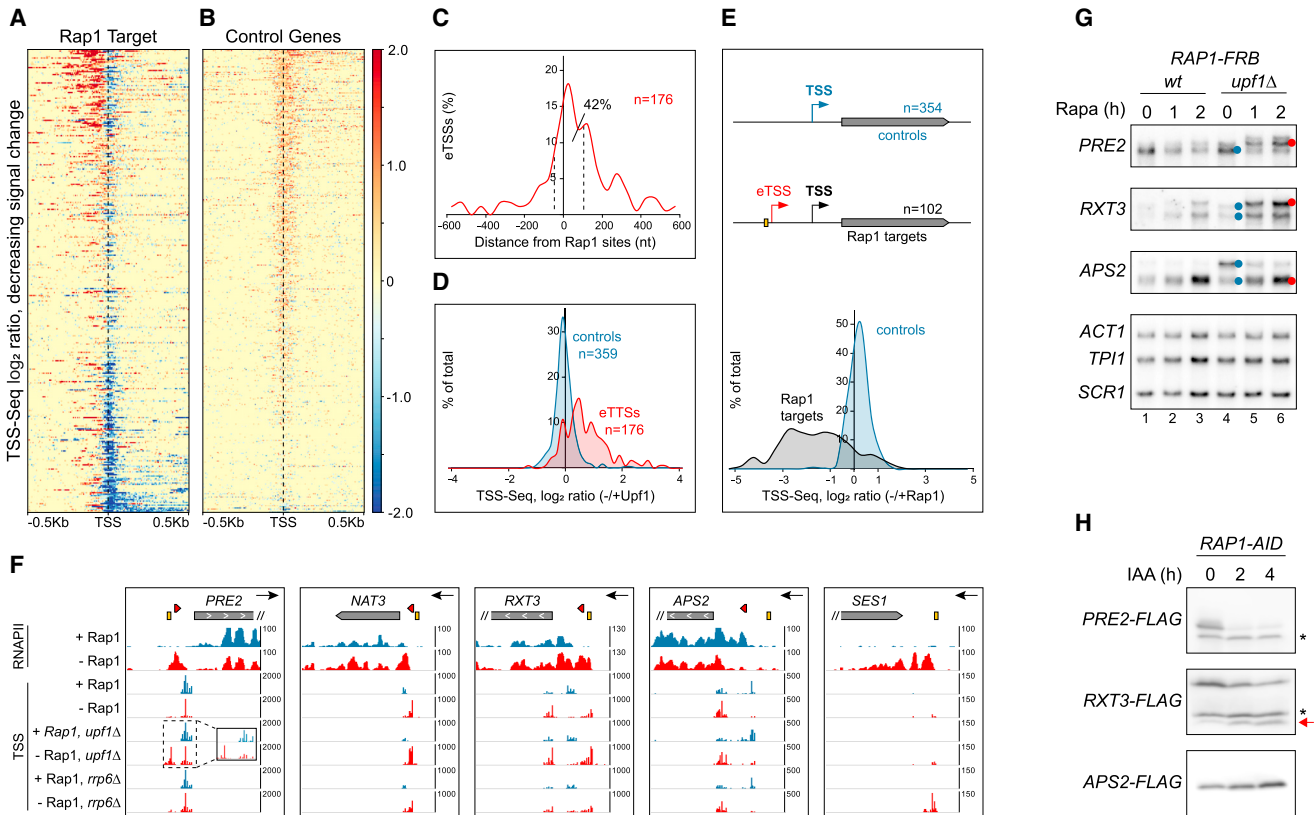 A
Rap1 Target
TSS-Seq log₂ ratio, decreasing signal change
-0.5Kb TSS 0.5Kb
B
Control Genes
-0.5Kb TSS 0.5Kb
2.0
1.0
0
-1.0
-2.0
C
eTSSs (%)
20
15
10
5
42%
n=176
-600 -400 -200 0 200 400 600
Distance from Rap1 sites (nt)
D
% of total
30
20
10
controls
n=359
eTTSs
n=176
-4 -2 0 2 4
TSS-Seq, log₂ ratio (-/+Upf1)
E
TSS
n=354
controls
eTSS
TSS
n=102
Rap1 targets
% of total
50
40
30
20
10
controls
Rap1
targets
-5 -3 -1 0 1 3 5
TSS-Seq, log₂ ratio (-/+Rap1)
F
PRE2 // NAT3 // RXT3 // APS2 SES1
RNAPII
+ Rap1 100 100 130 100 100
- Rap1 100 100 130 100 100
TSS
+ Rap1 2000 1000 1000 500 150
- Rap1 2000 1000 1000 500 150
+ Rap1, upf1Δ 2000 1000 1000 500 150
- Rap1, upf1Δ 2000 1000 1000 500 150
+ Rap1, rrp6Δ 2000 1000 1000 500 150
- Rap1, rrp6Δ 2000 1000 1000 500 150
G
RAP1-FRB
wt upf1Δ
Rapa (h) 0 1 2 0 1 2
PRE2
RXT3
APS2
ACT1
TPI1
SCR1
1 2 3 4 5 6
H
RAP1-AID
IAA (h) 0 2 4
PRE2-FLAG *
RXT3-FLAG *
APS2-FLAG